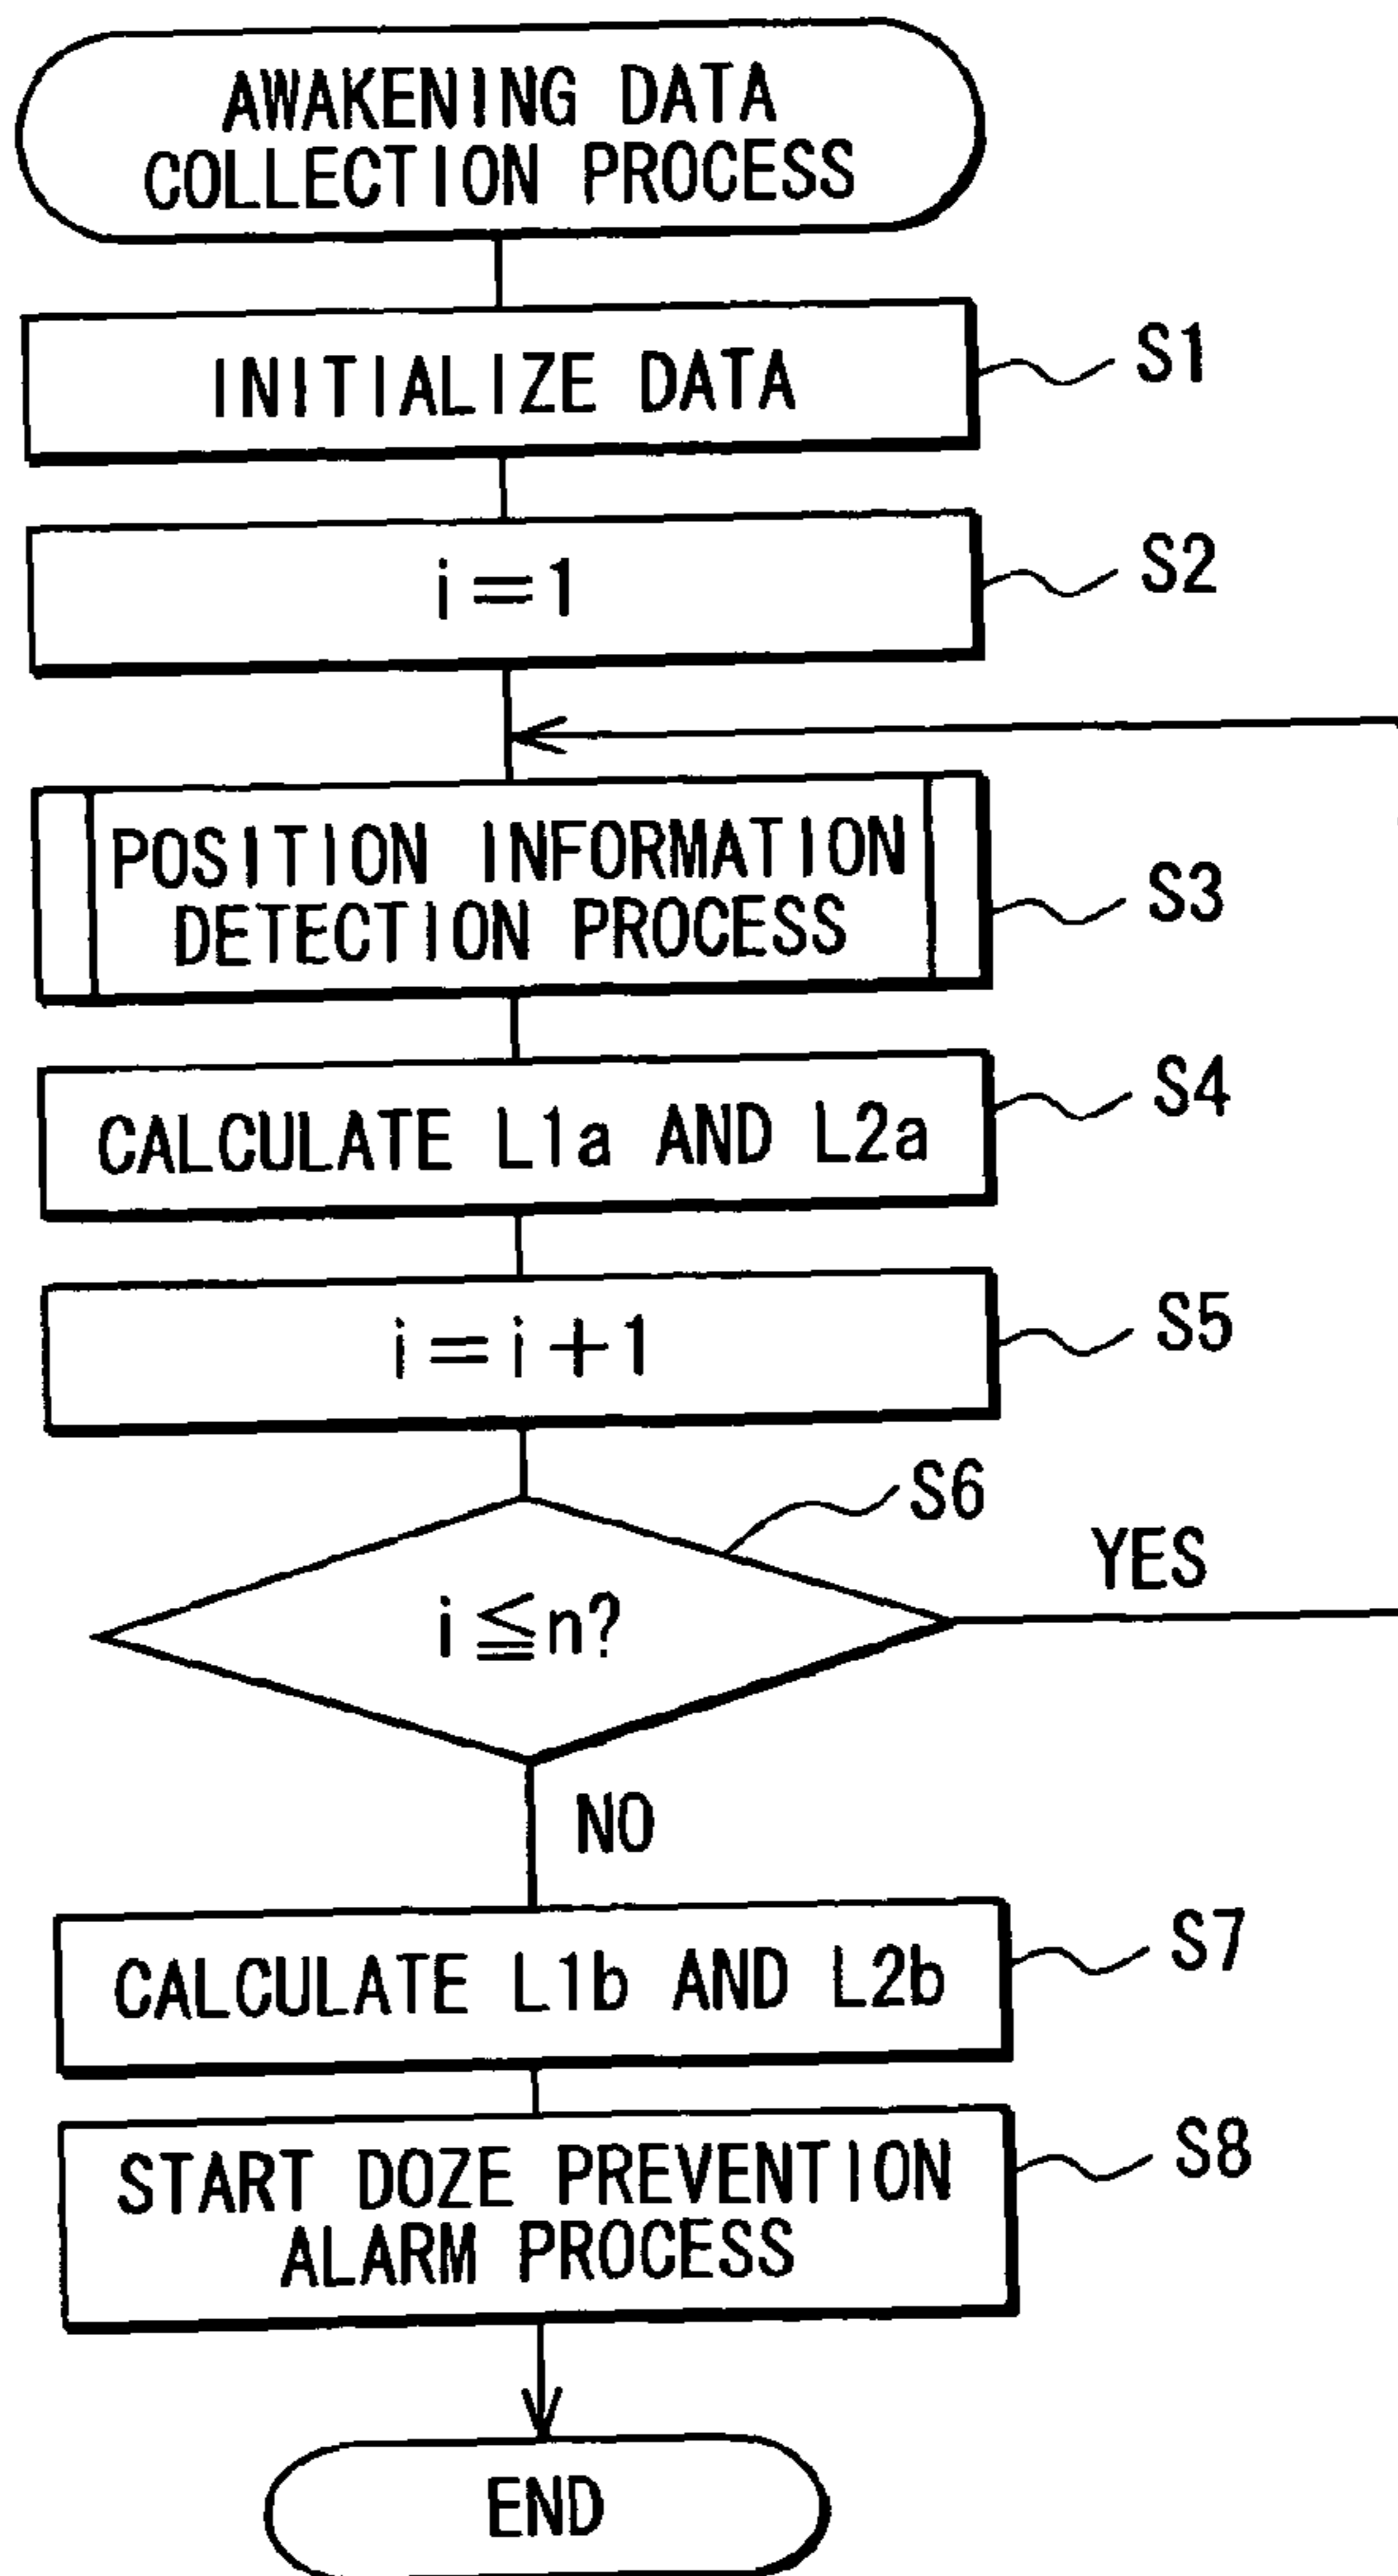 AWAKENING DATA
COLLECTION PROCESS
INITIALIZE DATA
S1
i=1
S2
POSITION INFORMATION
DETECTION PROCESS
S3
CALCULATE L1a AND L2a
S4
i=i+1
S5
S6
i≦n?
YES
NO
CALCULATE L1b AND L2b
S7
START DOZE PREVENTION
ALARM PROCESS
S8
END